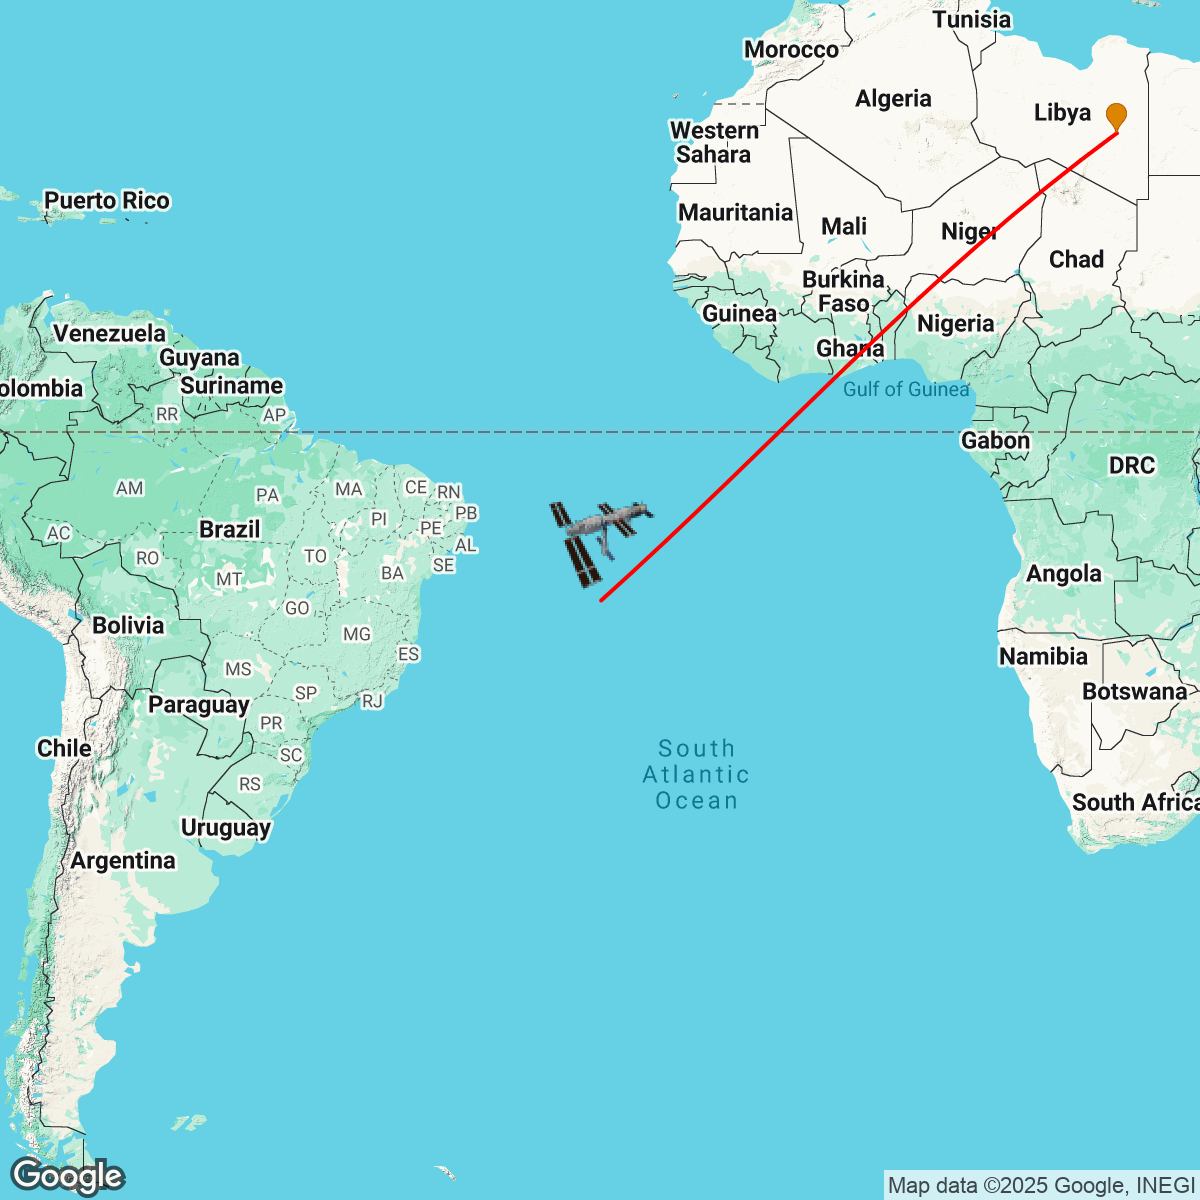 Tunisia
Morocco
Algeria
Libya
Western
Sahara
Puerto Rico
Mauritania
Mali
Niger
Chad
Burkina
Faso
Guinea
Nigeria
Venezuela
Ghana
Guyana
Suriname
olombia
Gulf of Guinea
RR
AP
Gabon
DRC
AM
PA
MA
CE
RN
PB
PI
PE
Brazil
AC
RO
TO
AL
SE
MT
BA
Angola
GO
Bolivia
MG
ES
Namibia
MS
SP
RJ
Botswana
Paraguay
PR
Chile
SC
South
Atlantic
Ocean
RS
South Africa
Uruguay
Argentina
Google
Map data ©2025 Google, INEGI